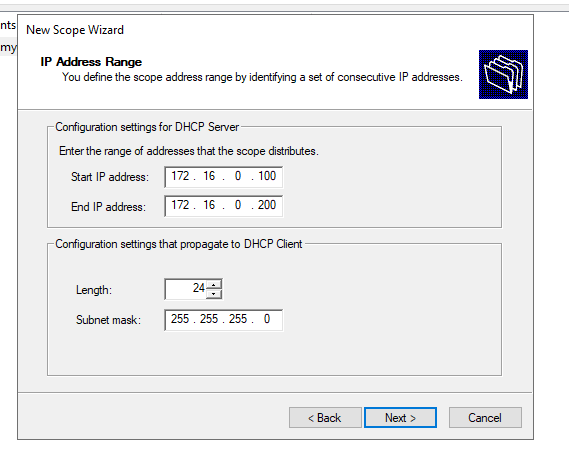 nts
my
New Scope Wizard
IP Address Range
You define the scope address range by identifying a set of consecutive IP addresses.
Configuration settings for DHCP Server
Enter the range of addresses that the scope distributes.
Start IP address: 172 . 16 . 0 . 100
End IP address: 172 . 16 . 0 . 200
Configuration settings that propagate to DHCP Client
Length: 24
Subnet mask: 255 . 255 . 255 . 0
< Back Next > Cancel